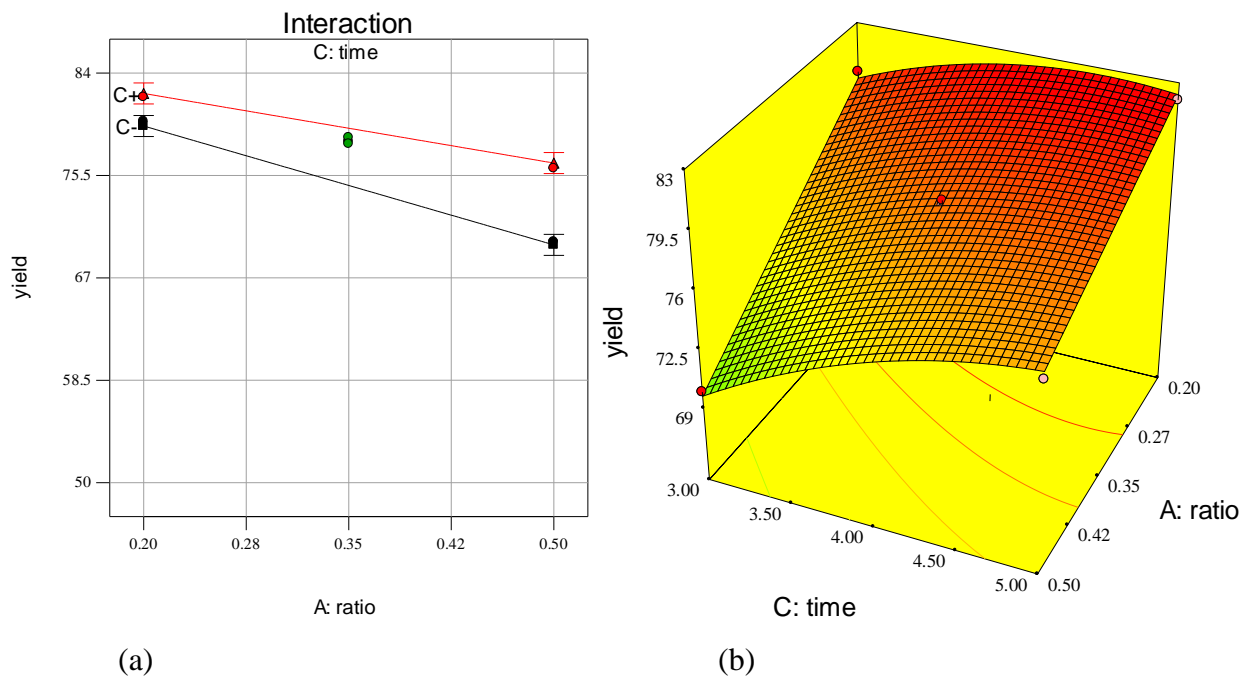 Interaction
C: time
84
75.5
67
58.5
50
yield
C+
C-
0.20
0.28
0.35
0.42
0.50
A: ratio
(a)
83
79.5
76
72.5
69
yield
3.00
3.50
4.00
4.50
5.00
C: time
0.50
0.42
0.35
0.27
0.20
A: ratio
(b)